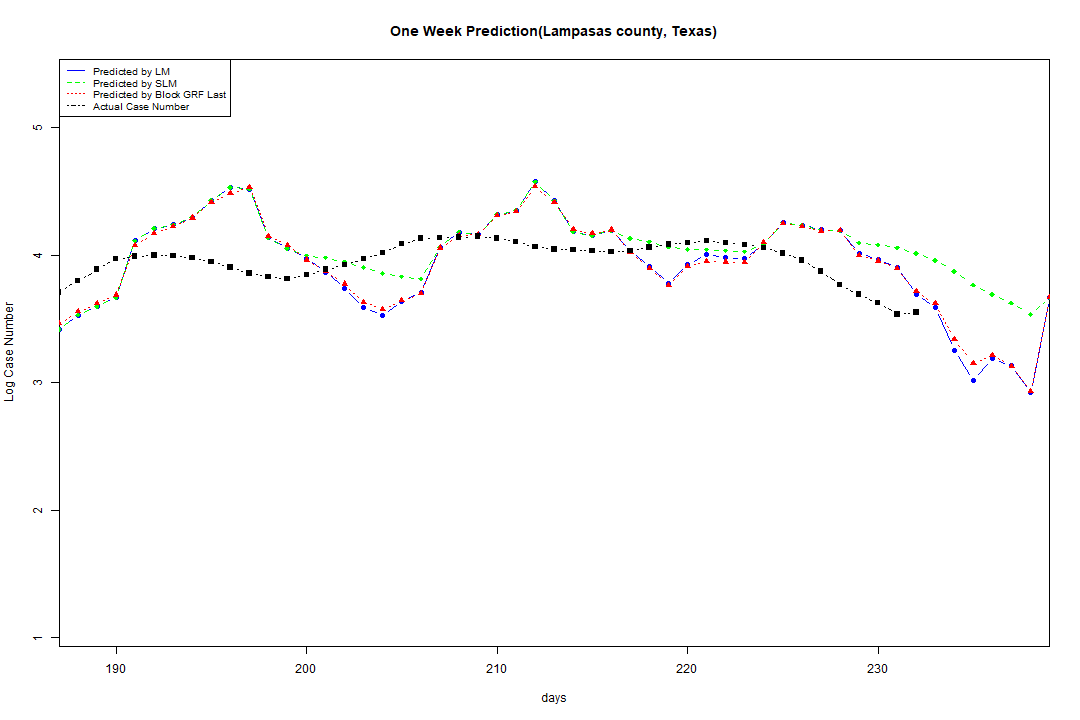 One Week Prediction(Lampasas county, Texas)
Predicted by LM
Predicted by SLM
Predicted by Block GRF Last
Actual Case Number
5
4
3
2
1
Log Case Number
190 200 210 220 230
days